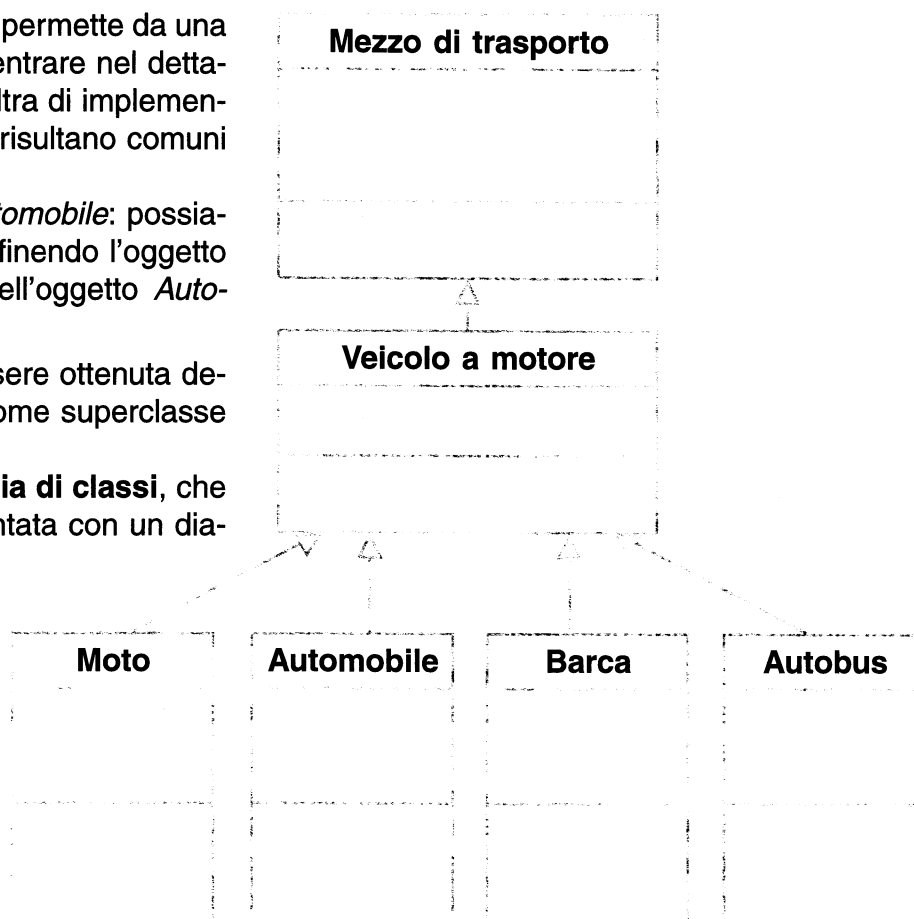 permette da una
entrare nel detta-
ltra di implemen-
risultano comuni
tomobile: possia-
finendo l'oggetto
ell'oggetto Auto-
sere ottenuta de-
ome superclasse
ia di classi, che
ntata con un dia-
Mezzo di trasporto
Veicolo a motore
Moto
Automobile
Barca
Autobus